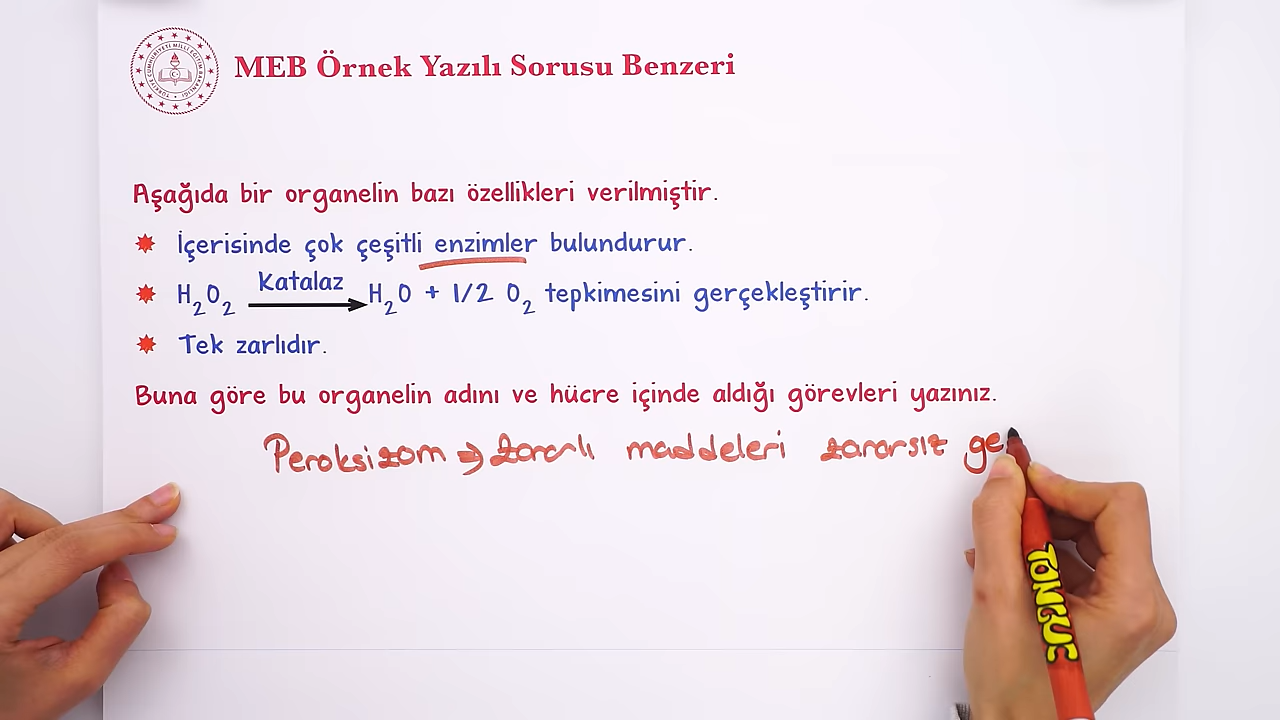 MEB Örnek Yazılı Sorusu Benzeri
Aşağıda bir organelin bazı özellikleri verilmiştir.
İçerisinde çok çeşitli enzimler bulundurur.
H₂O₂ Katalaz → H₂O + 1/2 O₂ tepkimesini gerçekleştirir.
Tek zarlıdır.
Buna göre bu organelin adını ve hücre içinde aldığı görevleri yazınız.
Peroksizom → zararlı maddeleri zararsız ge
TOMBUL